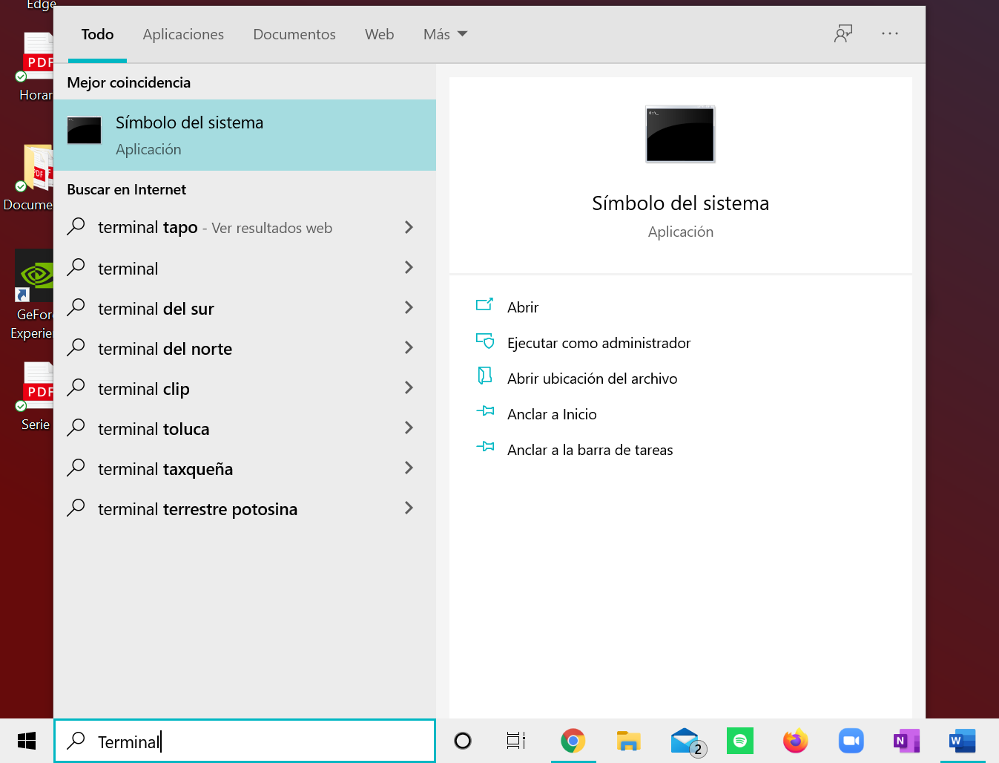 Edge
PDF
Horar
Docume
GeFor
Experie
PDF
Serie
Todo Aplicaciones Documentos Web Más
Mejor coincidencia
Símbolo del sistema
Aplicación
Buscar en Internet
terminal tapo - Ver resultados web
terminal
terminal del sur
terminal del norte
terminal clip
terminal toluca
terminal taxqueña
terminal terrestre potosina
Símbolo del sistema
Aplicación
Abrir
Ejecutar como administrador
Abrir ubicación del archivo
Anclar a Inicio
Anclar a la barra de tareas
Terminal
2
N
W